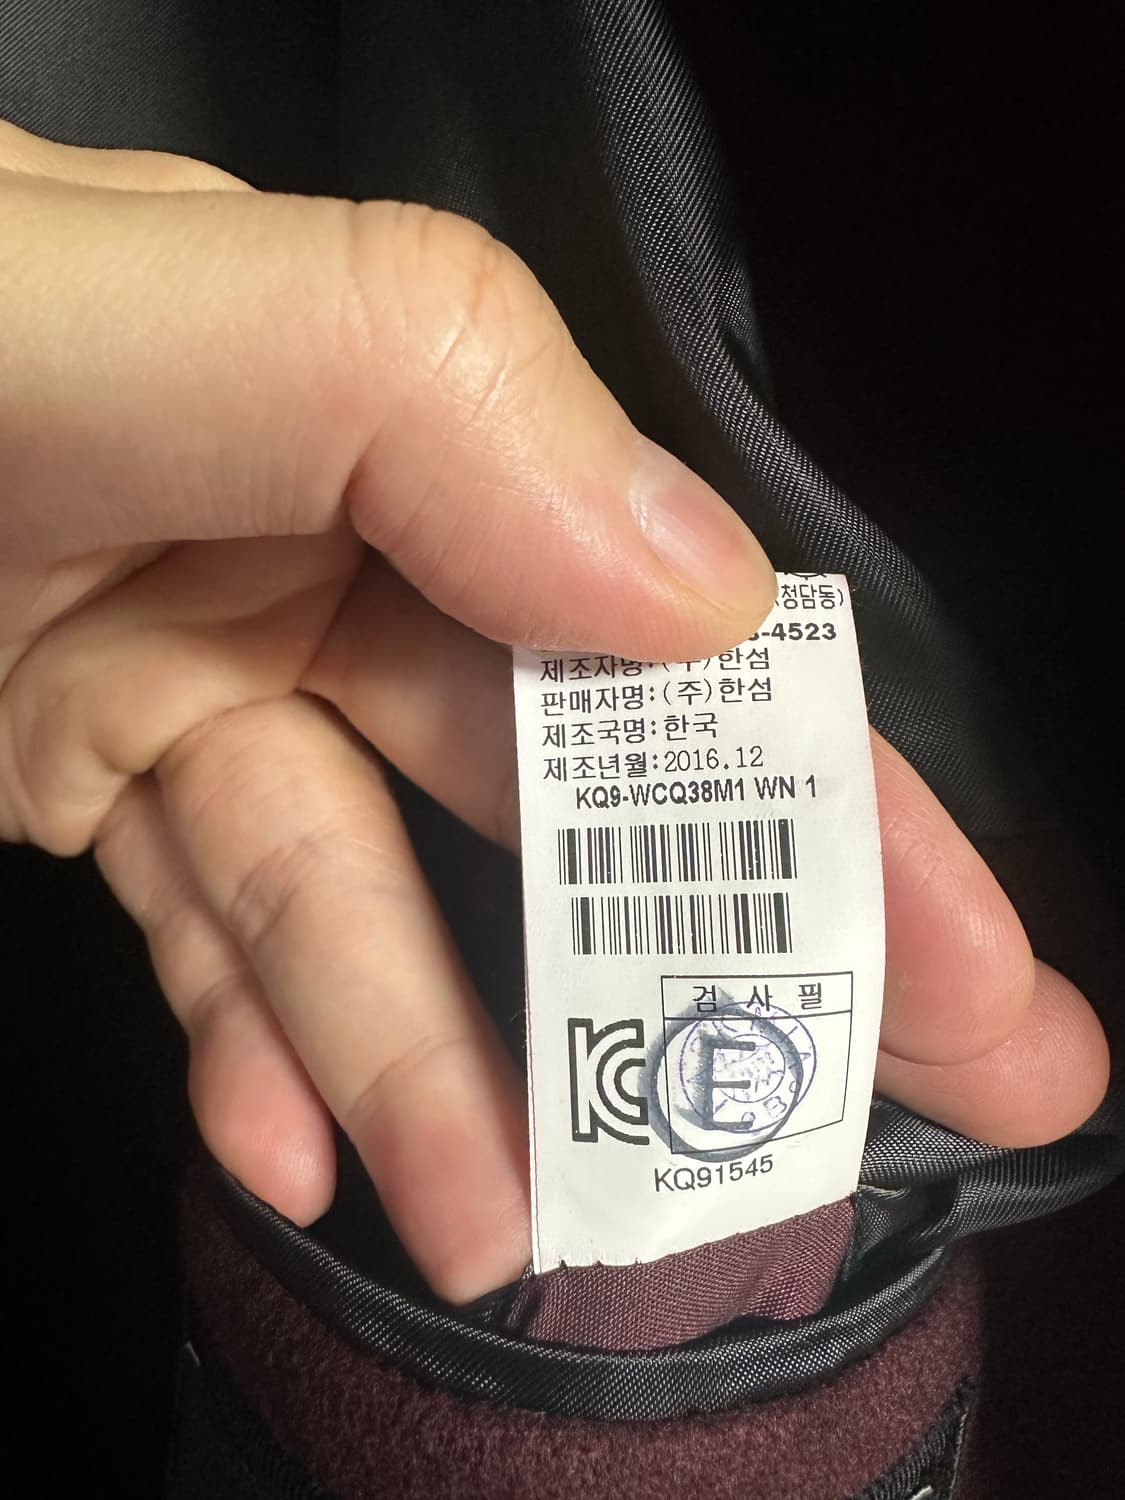 (청담동)
-4523
제조자명:(주)한섬
판매자명:(주)한섬
제조국명:한국
제조년월:2016.12
KQ9-WCQ38M1 WN 1
검 사 필
KC
E
KQ91545